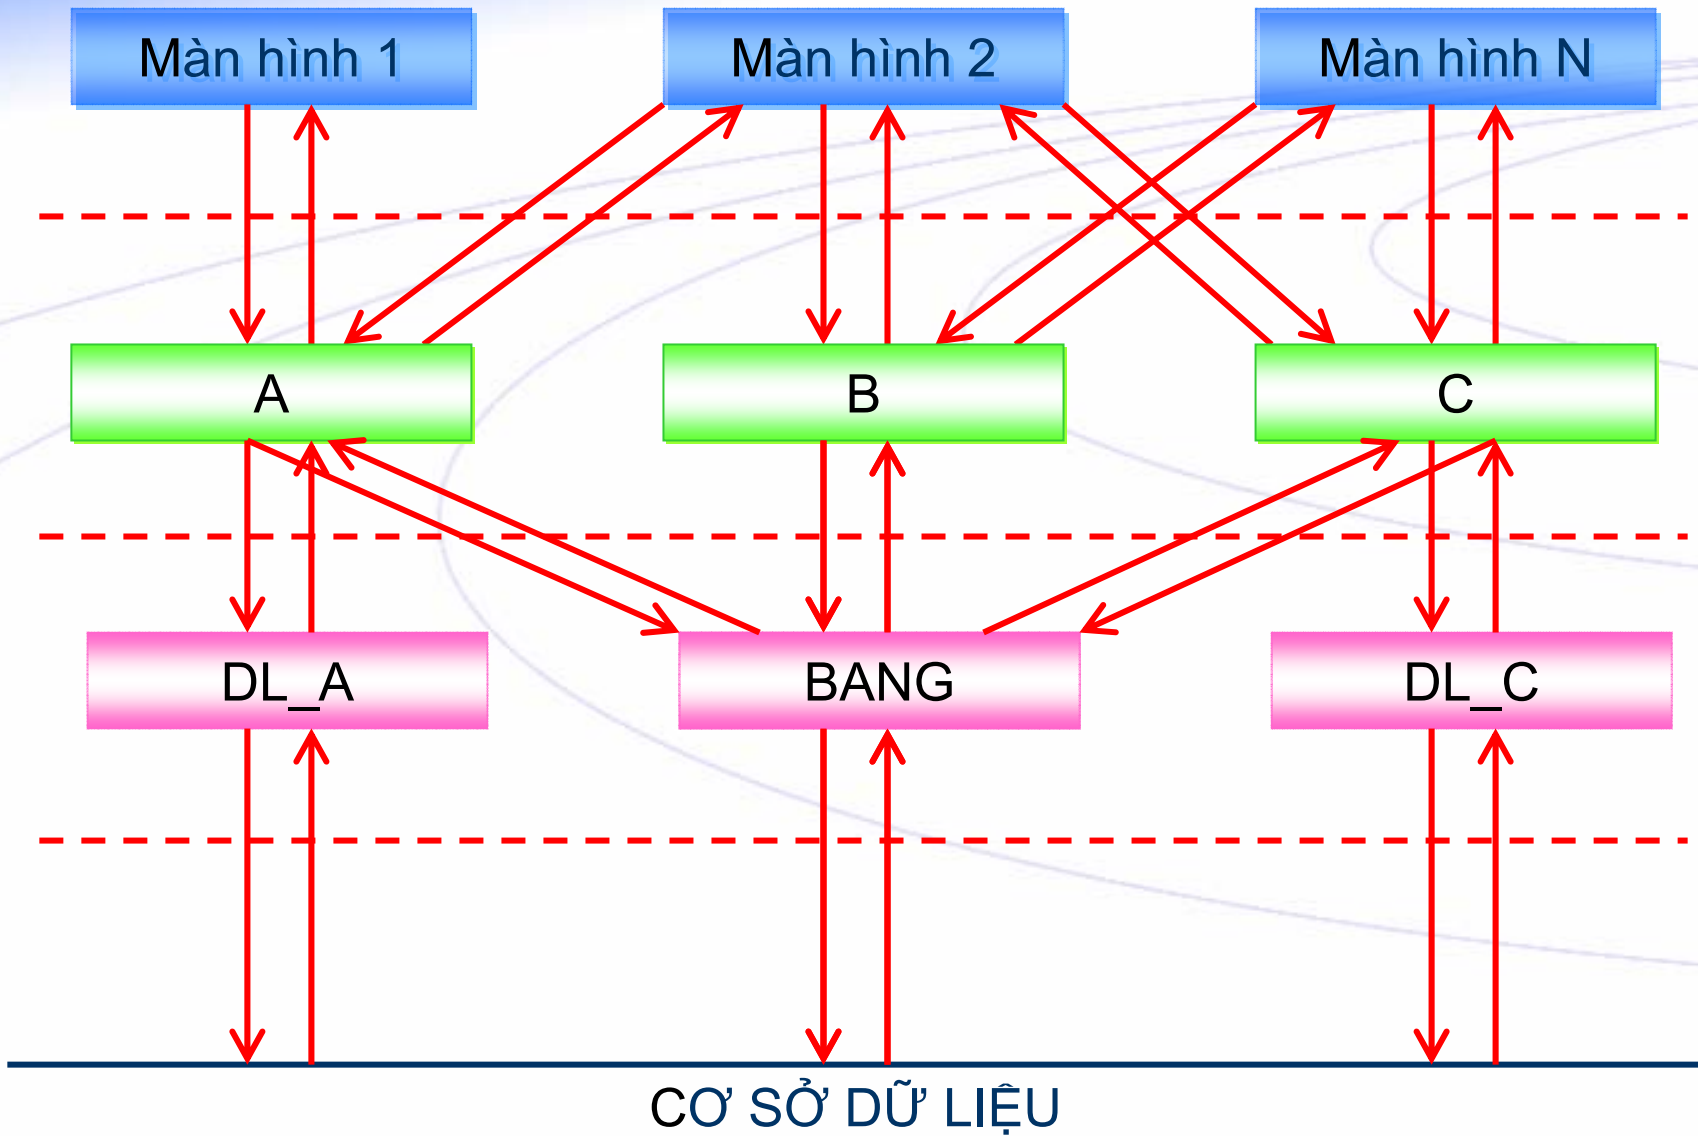 Màn hình 1
Màn hình 2
Màn hình N
A
B
C
DL_A
BANG
DL_C
CƠ SỞ DỮ LIỆU